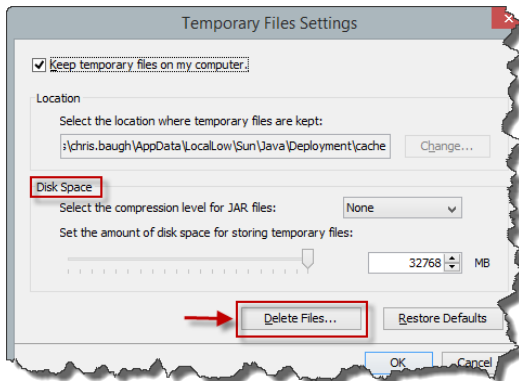 Temporary Files Settings
Keep temporary files on my computer.
Location
Select the location where temporary files are kept:
:\chris.baugh\AppData\LocalLow\Sun\Java\Deployment\cache
Change...
Disk Space
Select the compression level for JAR files:
None
Set the amount of disk space for storing temporary files:
32768
MB
Delete Files...
Restore Defaults
OK
Cancel